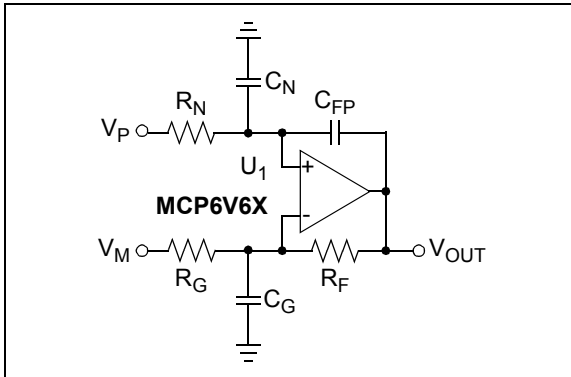 C_N
R_N
C_FP
V_P
U_1
+
MCP6V6X
-
V_M
V_OUT
R_G
R_F
C_G